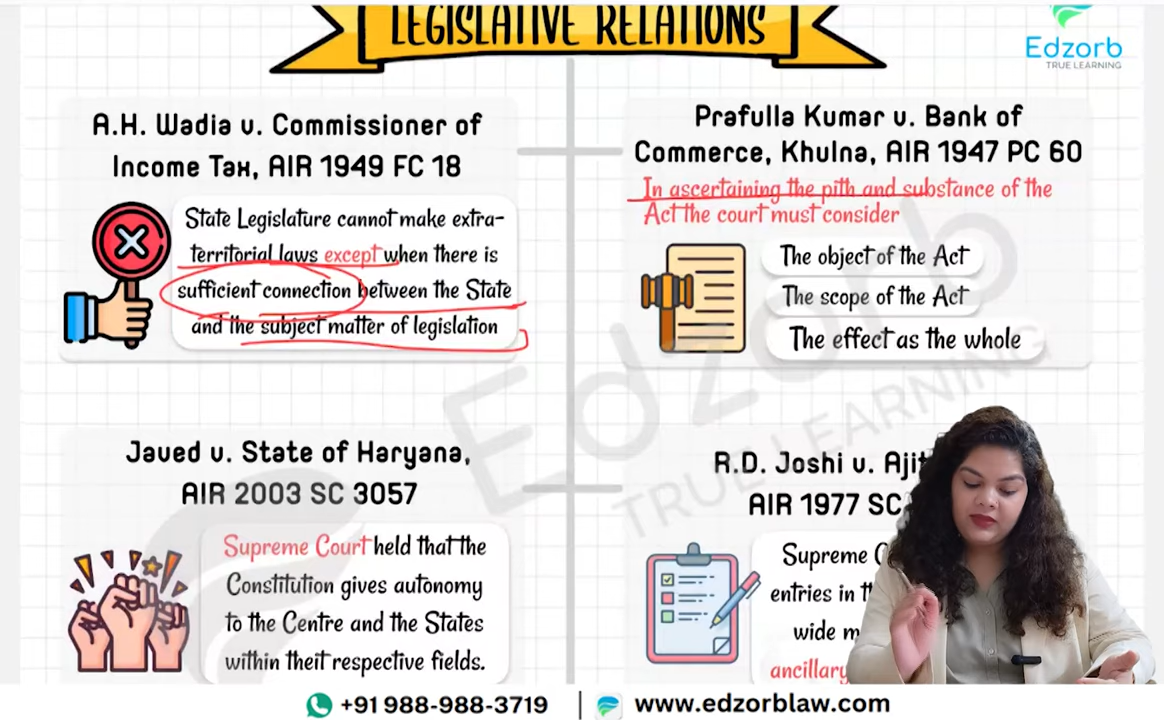 LEGISLATIVE RELATIONS
Edzorb
TRUE LEARNING
A.H. Wadia v. Commissioner of
Income Tax, AIR 1949 FC 18
State Legislature cannot make extra-
territorial laws except when there is
sufficient connection between the State
and the subject matter of legislation
Prafulla Kumar v. Bank of
Commerce, Khulna, AIR 1947 PC 60
In ascertaining the pith and substance of the
Act the court must consider
The object of the Act
The scope of the Act
The effect as the whole
Javed v. State of Haryana,
AIR 2003 SC 3057
Supreme Court held that the
Constitution gives autonomy
to the Centre and the States
within theit respective fields.
R.D. Joshi v. Ajit
AIR 1977 SC
Supreme
entries in
wide
ancillary
Edzorb
TRUE LEARNING
+91 988-988-3719 | www.edzorblaw.com